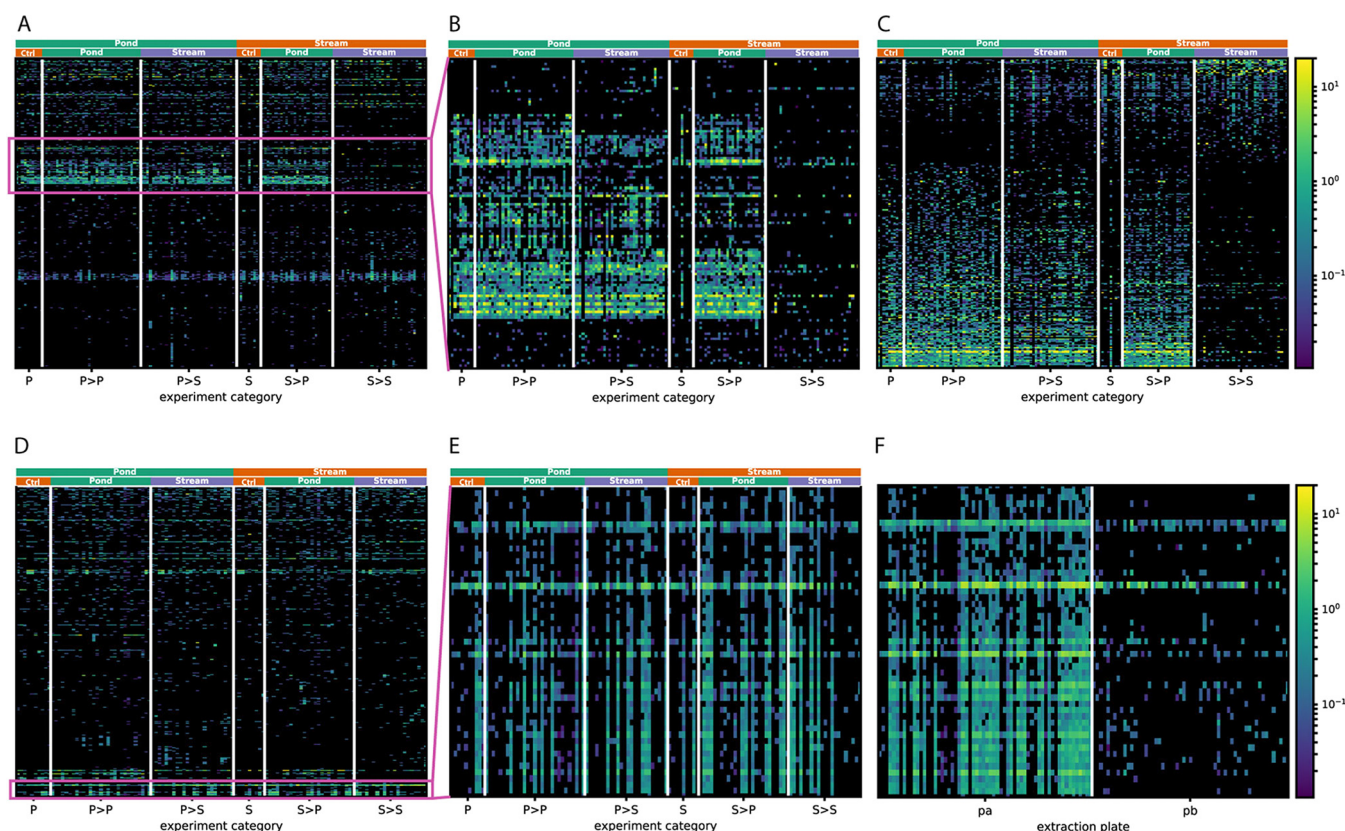 A
Pond Stream
Ctrl Pond Stream Ctrl Pond Stream
P P>P P>S S S>P S>S
experiment category
B
Pond Stream
Ctrl Pond Stream Ctrl Pond Stream
P P>P P>S S S>P S>S
experiment category
C
Pond Stream
Ctrl Pond Stream Ctrl Pond Stream
P P>P P>S S S>P S>S
experiment category
10¹
10⁰
10⁻¹
D
Pond Stream
Ctrl Pond Stream Ctrl Pond Stream
P P>P P>S S S>P S>S
experiment category
E
Pond Stream
Ctrl Pond Stream Ctrl Pond Stream
P P>P P>S S S>P S>S
experiment category
F
pa pb
extraction plate
10¹
10⁰
10⁻¹